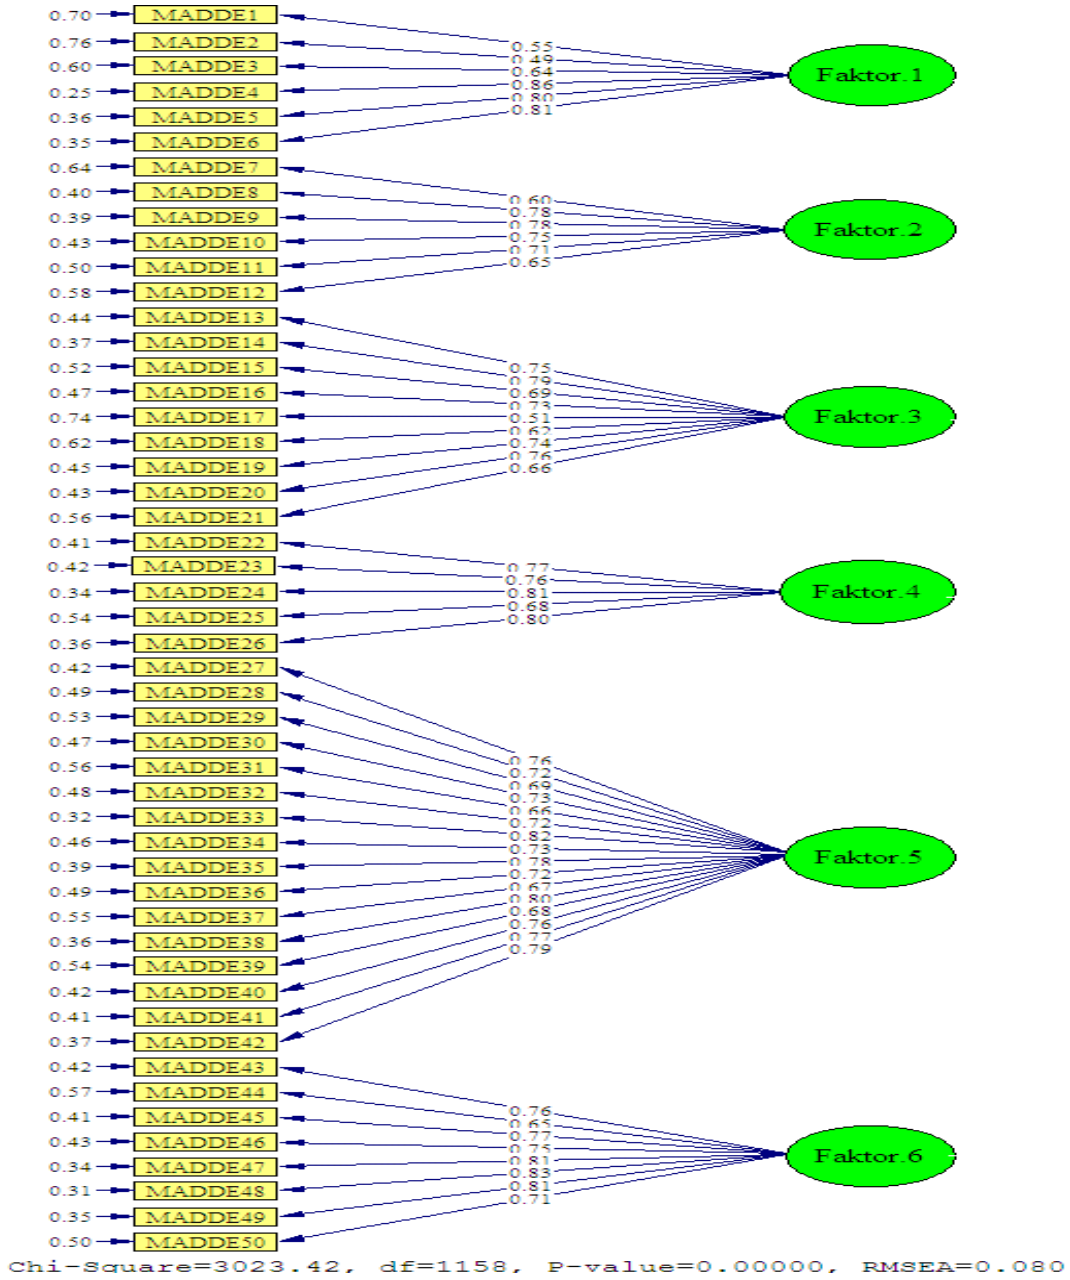 0.70 MADDE1
0.76 MADDE2
0.60 MADDE3
0.25 MADDE4
0.36 MADDE5
0.35 MADDE6
0.55
0.49
0.64
0.86
0.80
0.81
Faktor.1
0.64 MADDE7
0.40 MADDE8
0.39 MADDE9
0.43 MADDE10
0.50 MADDE11
0.58 MADDE12
0.60
0.78
0.78
0.75
0.71
0.65
Faktor.2
0.44 MADDE13
0.37 MADDE14
0.52 MADDE15
0.47 MADDE16
0.74 MADDE17
0.62 MADDE18
0.45 MADDE19
0.43 MADDE20
0.56 MADDE21
0.75
0.79
0.69
0.73
0.51
0.62
0.74
0.76
0.66
Faktor.3
0.41 MADDE22
0.42 MADDE23
0.34 MADDE24
0.54 MADDE25
0.36 MADDE26
0.77
0.76
0.81
0.68
0.80
Faktor.4
0.42 MADDE27
0.49 MADDE28
0.53 MADDE29
0.47 MADDE30
0.56 MADDE31
0.48 MADDE32
0.32 MADDE33
0.46 MADDE34
0.39 MADDE35
0.49 MADDE36
0.55 MADDE37
0.36 MADDE38
0.54 MADDE39
0.42 MADDE40
0.41 MADDE41
0.37 MADDE42
0.76
0.72
0.69
0.73
0.66
0.72
0.82
0.73
0.78
0.72
0.67
0.80
0.68
0.76
0.77
0.79
Faktor.5
0.42 MADDE43
0.57 MADDE44
0.41 MADDE45
0.43 MADDE46
0.34 MADDE47
0.31 MADDE48
0.35 MADDE49
0.50 MADDE50
0.76
0.65
0.77
0.75
0.81
0.83
0.81
0.71
Faktor.6
Chi-Square=3023.42, df=1158, P-value=0.00000, RMSEA=0.080